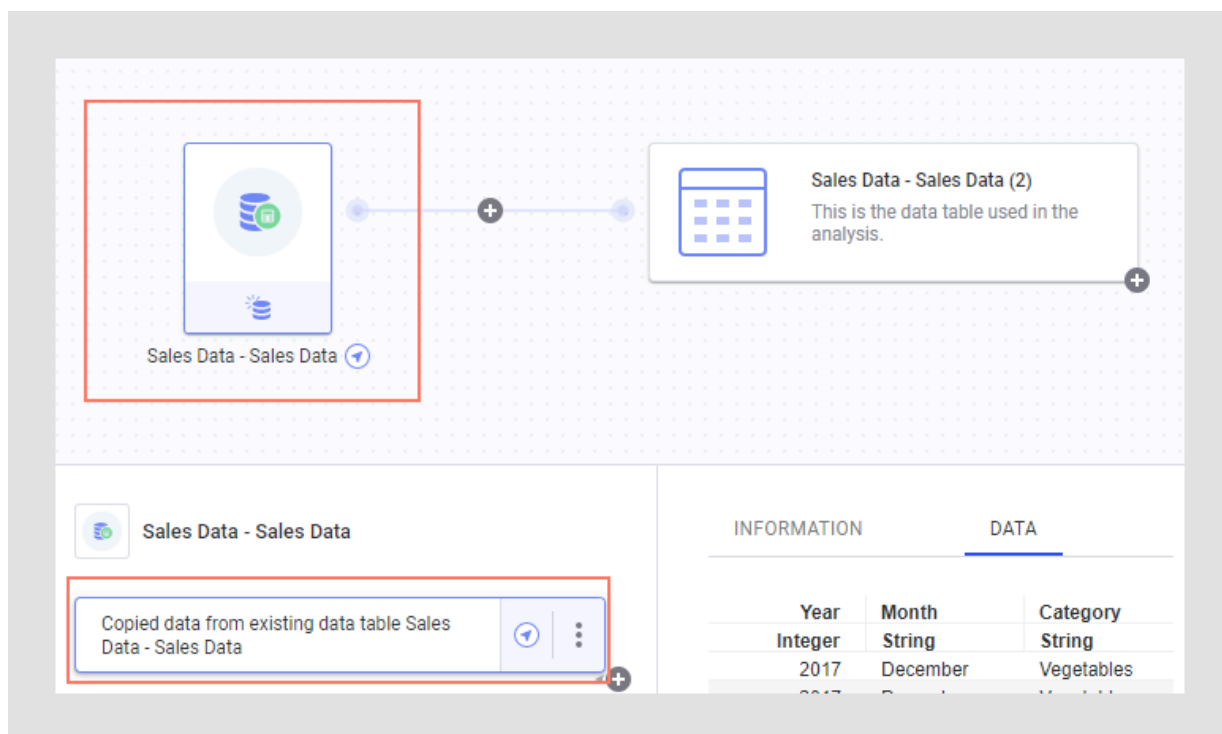 Sales Data - Sales Data (2)
This is the data table used in the
analysis.
Sales Data - Sales Data
Sales Data - Sales Data
Copied data from existing data table Sales
Data - Sales Data
INFORMATION DATA
Year Month Category
Integer String String
2017 December Vegetables